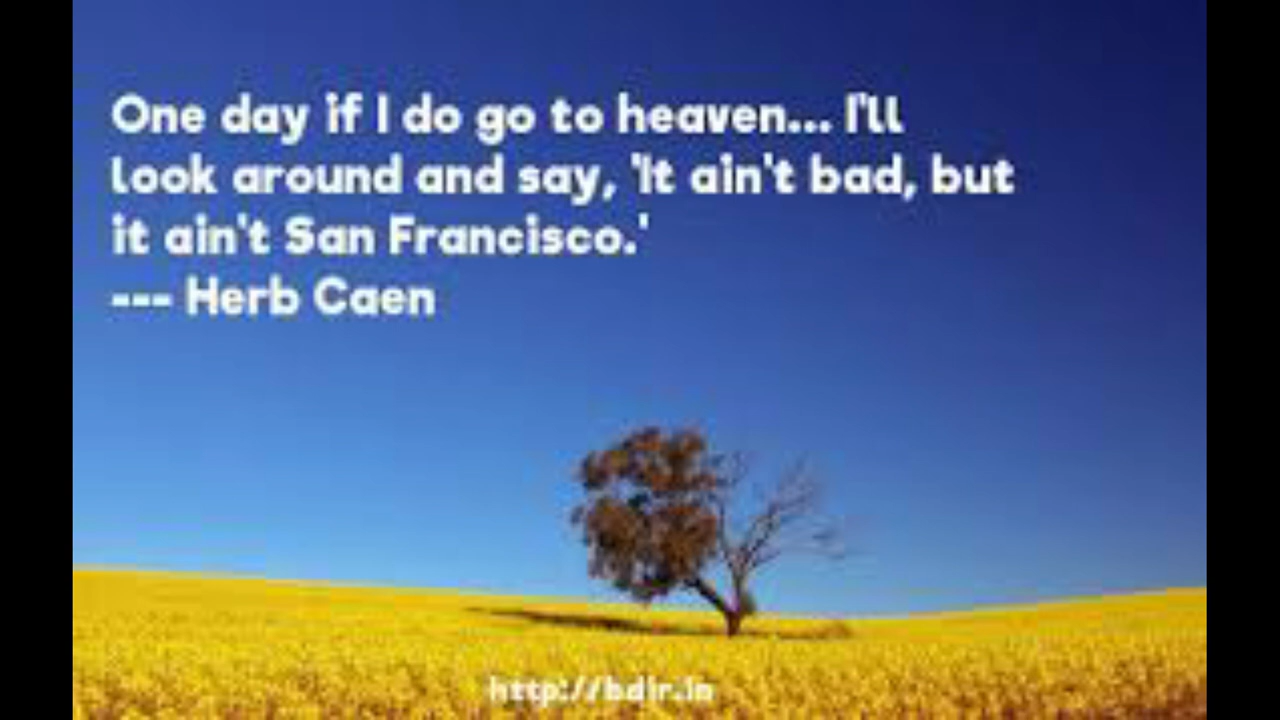 One day if I do go to heaven... I'll
look around and say, 'It ain't bad, but
it ain't San Francisco.'
--- Herb Caen
http://bdir.in